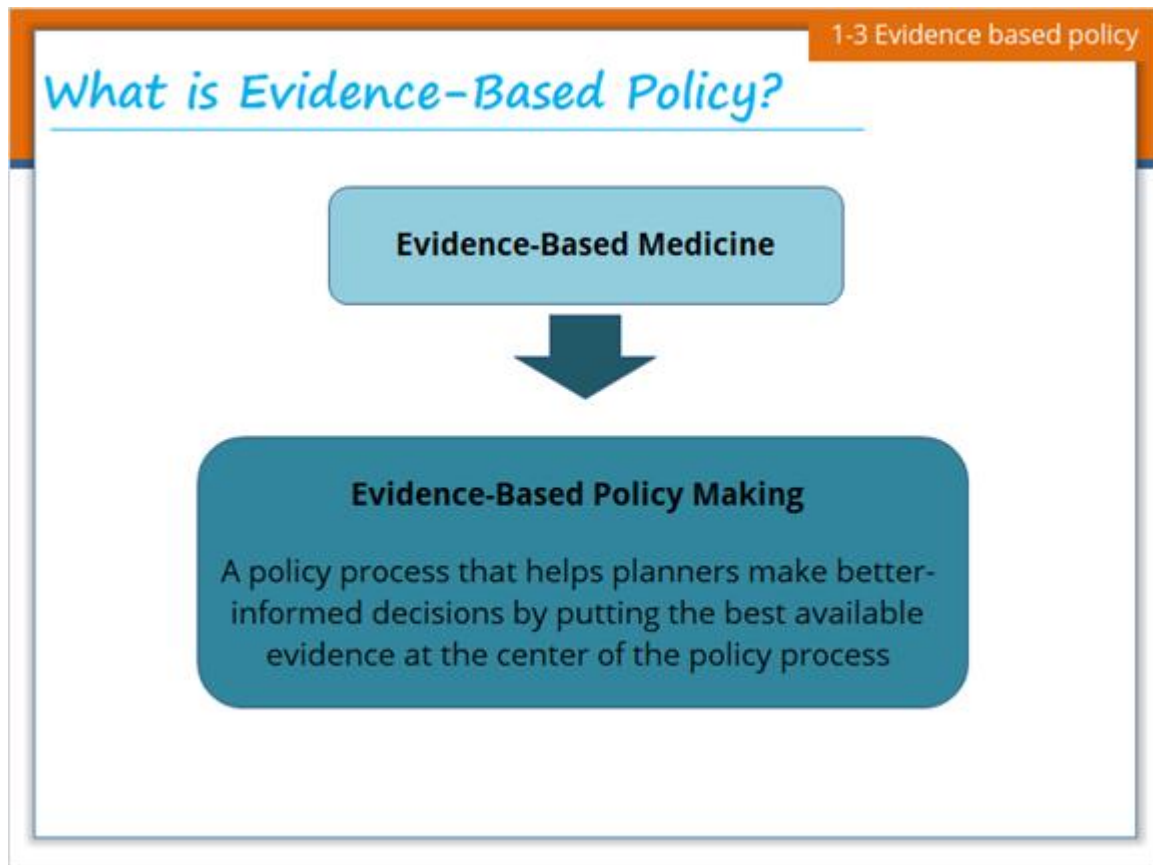 1-3 Evidence based policy
What is Evidence-Based Policy?
Evidence-Based Medicine
Evidence-Based Policy Making
A policy process that helps planners make better-
informed decisions by putting the best available
evidence at the center of the policy process